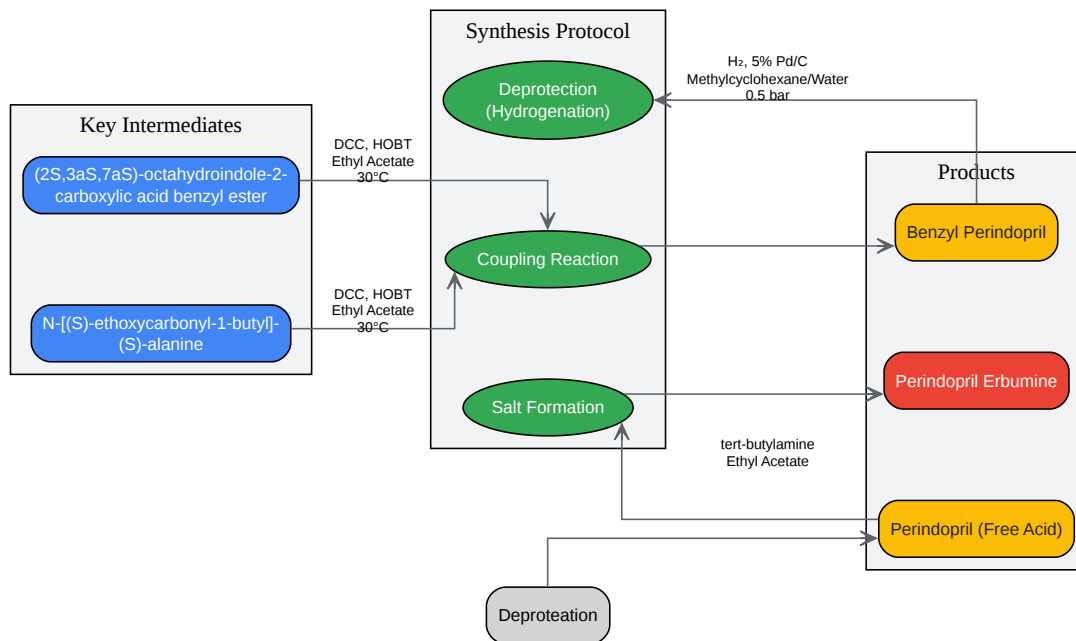 Synthesis Protocol
Key Intermediates
(2S,3aS,7aS)-octahydroindole-2-
carboxylic acid benzyl ester
N-[(S)-ethoxycarbonyl-1-butyl]-
(S)-alanine
DCC, HOBT
Ethyl Acetate
30°C
DCC, HOBT
Ethyl Acetate
30°C
Deprotection
(Hydrogenation)
Coupling Reaction
Salt Formation
H₂, 5% Pd/C
Methylcyclohexane/Water
0.5 bar
Products
Benzyl Perindopril
Perindopril Erbumine
tert-butylamine
Ethyl Acetate
Perindopril (Free Acid)
Deproteation